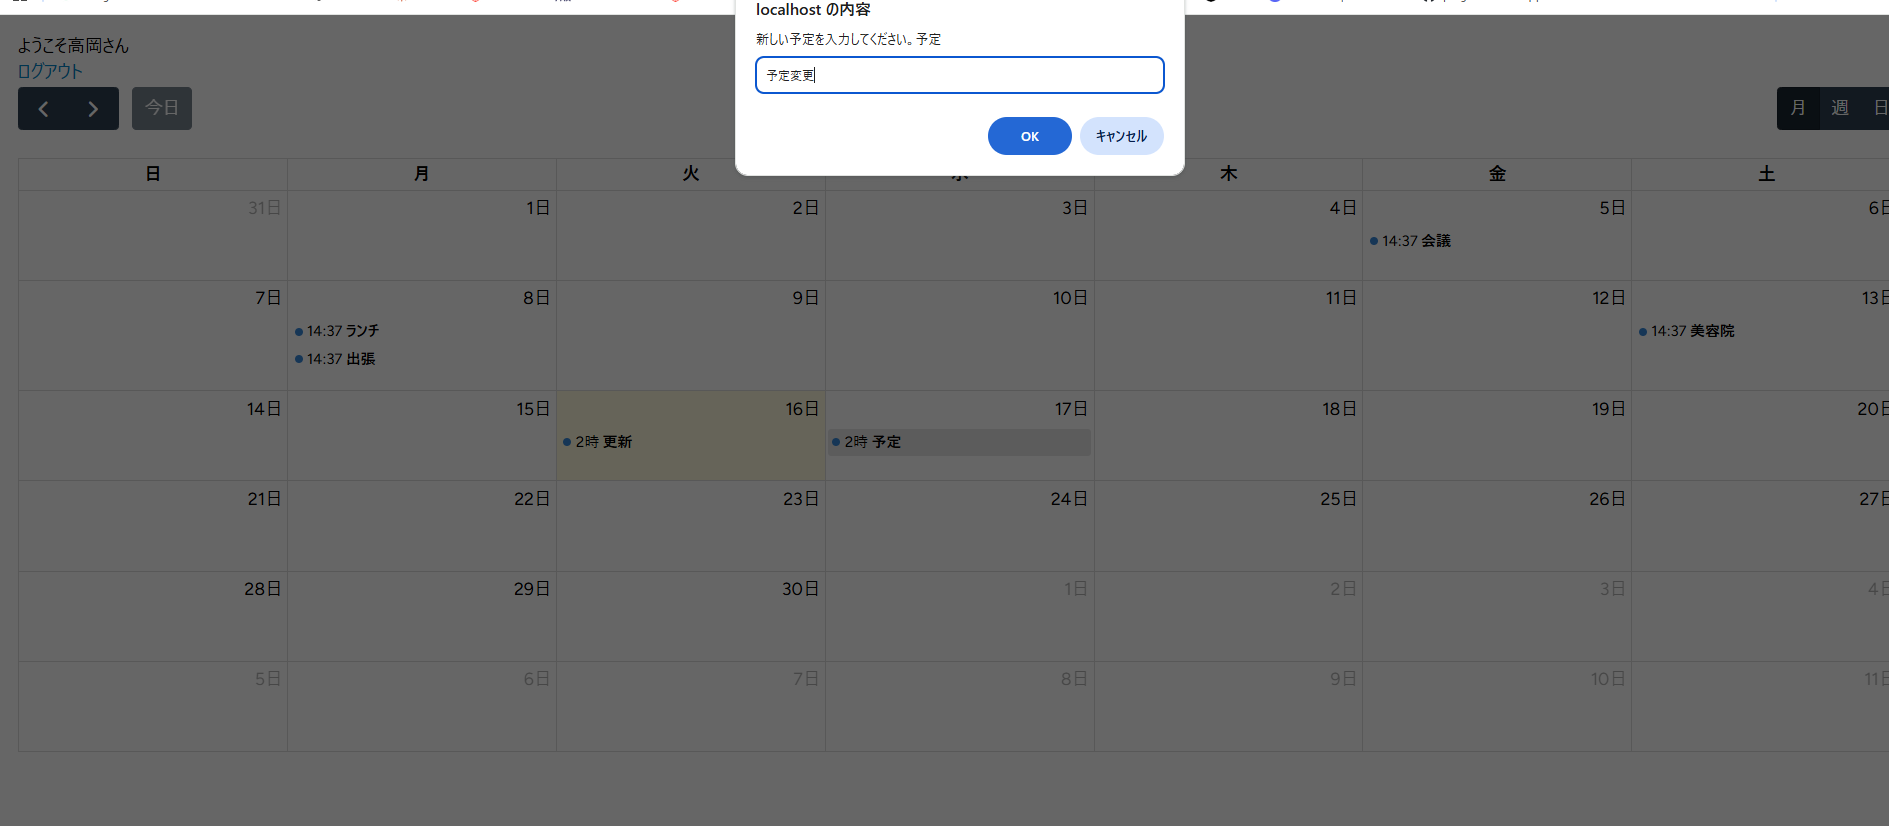 localhost の内容
新しい予定を入力してください。予定
予定変更
OK キャンセル
ようこそ高岡さん
ログアウト
今日
月 週 日
日 月 火 木 金 土
31日 1日 2日 3日 4日 5日 6日
14:37 会議
7日 8日 9日 10日 11日 12日 13日
14:37 ランチ 14:37 美容院
14:37 出張
14日 15日 16日 17日 18日 19日 20日
2時 更新 2時 予定
21日 22日 23日 24日 25日 26日 27日
28日 29日 30日 1日 2日 3日 4日
5日 6日 7日 8日 9日 10日 11日